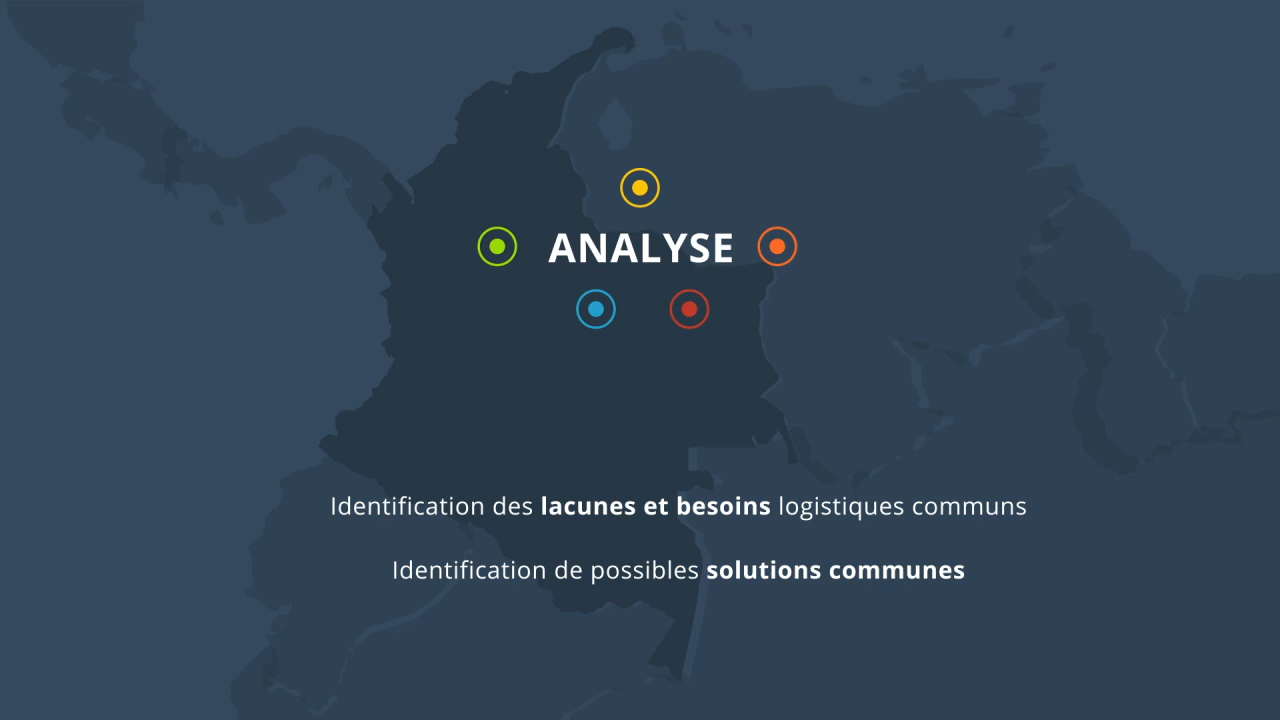 ANALYSE
Identification des lacunes et besoins logistiques communs
Identification de possibles solutions communes